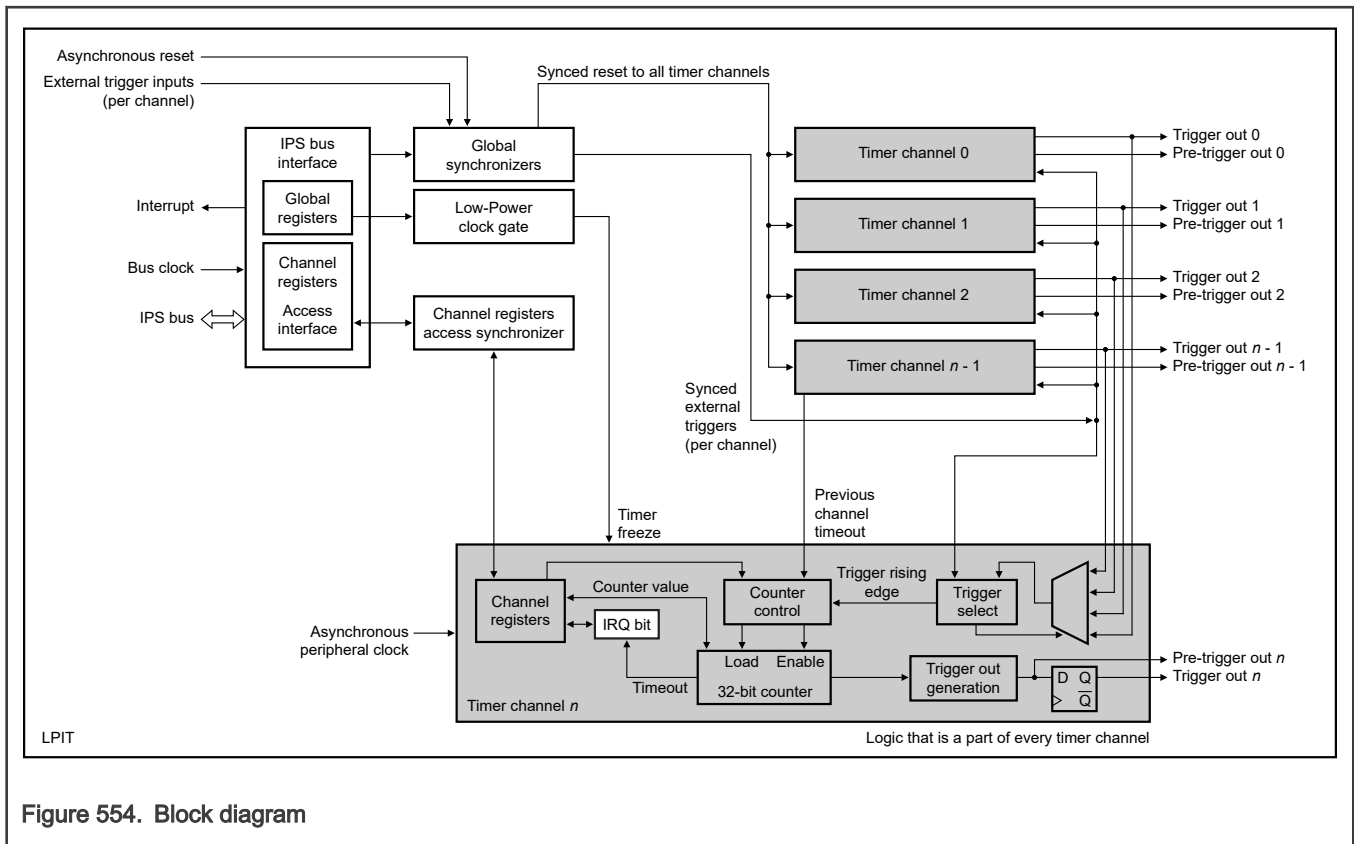 Asynchronous reset
External trigger inputs
(per channel)
Synced reset to all timer channels
IPS bus
interface
Global
synchronizers
Timer channel 0
Trigger out 0
Pre-trigger out 0
Interrupt
Global
registers
Low-Power
clock gate
Timer channel 1
Trigger out 1
Pre-trigger out 1
Bus clock
Channel
registers
Access
interface
IPS bus
Channel registers
access synchronizer
Timer channel 2
Trigger out 2
Pre-trigger out 2
Timer channel n - 1
Trigger out n - 1
Pre-trigger out n - 1
Synced
external
triggers
(per channel)
Timer
freeze
Previous
channel
timeout
Asynchronous
peripheral clock
Channel
registers
Counter value
IRQ bit
Counter
control
Trigger rising
edge
Trigger
select
Timeout
Load Enable
32-bit counter
Trigger out
generation
D Q
Q
Pre-trigger out n
Trigger out n
Timer channel n
LPIT
Logic that is a part of every timer channel
Figure 554. Block diagram